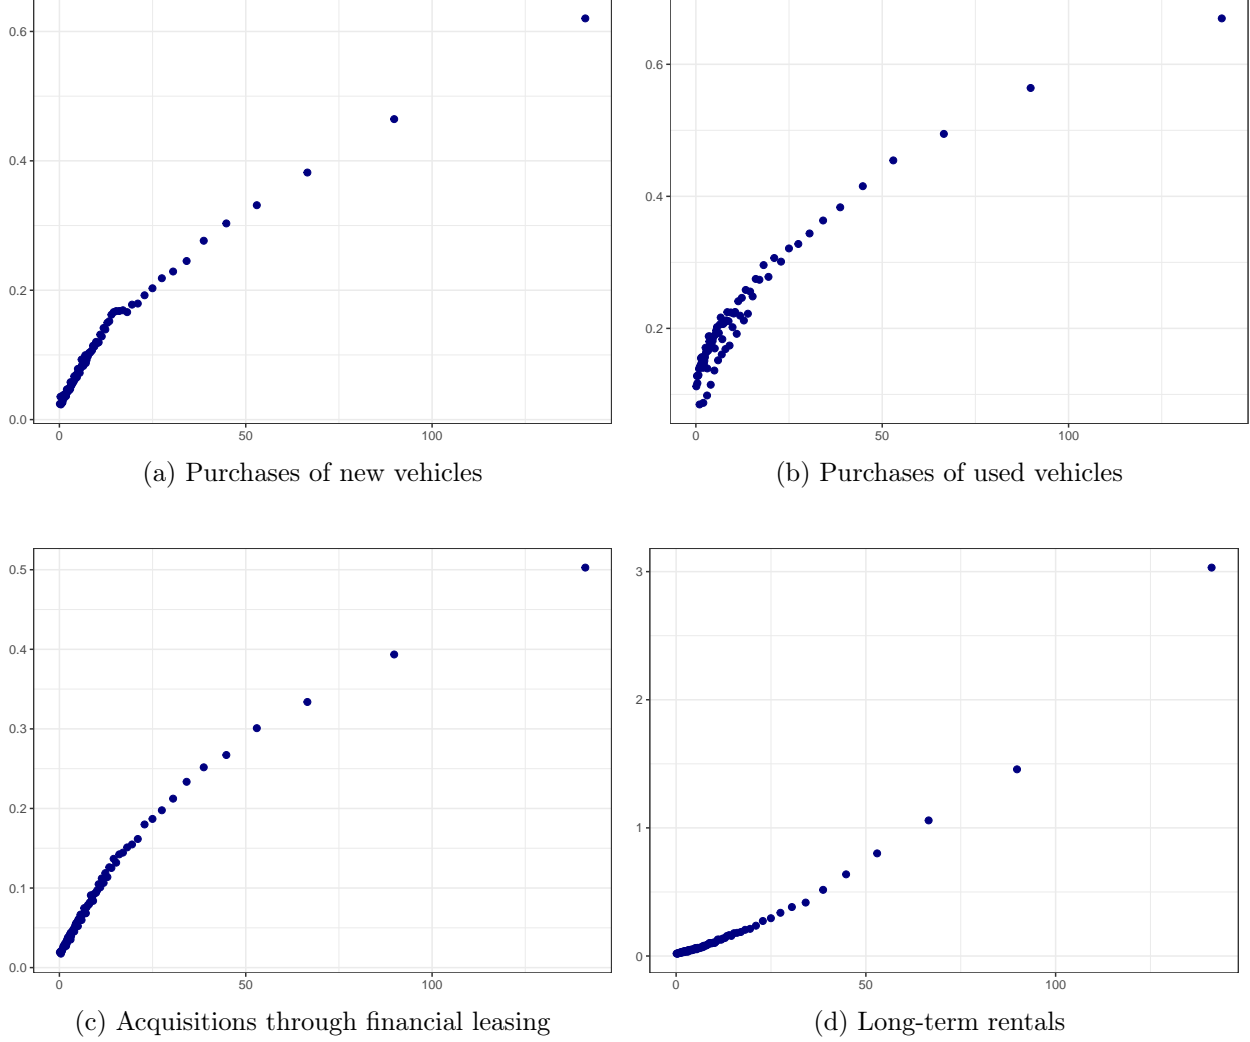 0.6
0.4
0.2
0.0
0 50 100
(a) Purchases of new vehicles
0.6
0.4
0.2
0 50 100
(b) Purchases of used vehicles
0.5
0.4
0.3
0.2
0.1
0.0
0 50 100
(c) Acquisitions through financial leasing
3
2
1
0
0 50 100
(d) Long-term rentals